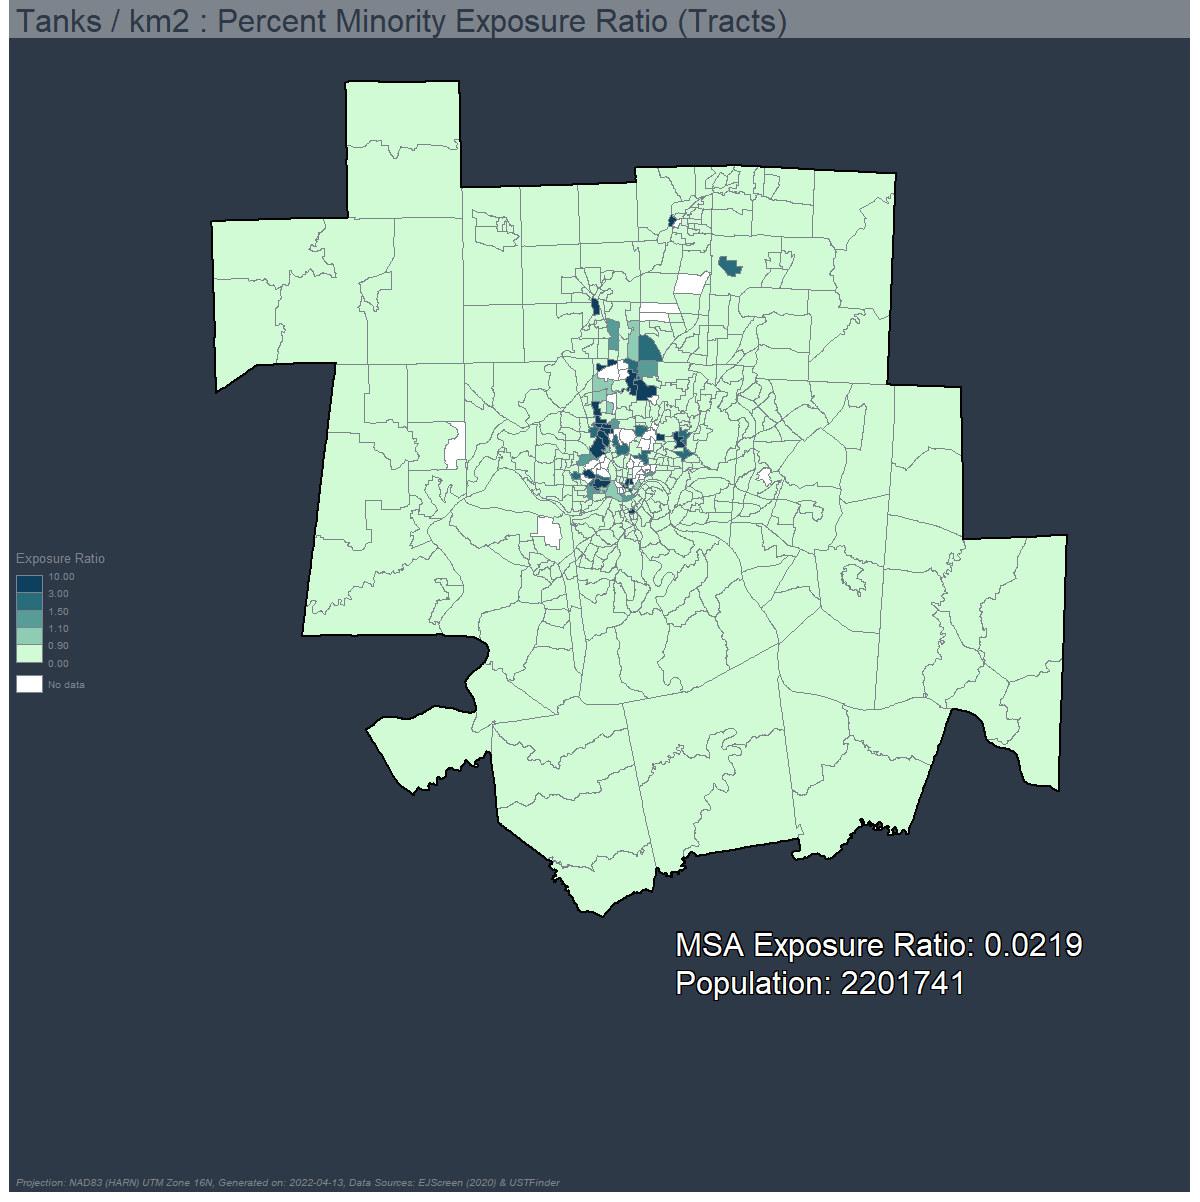 Tanks / km2 : Percent Minority Exposure Ratio (Tracts)
Exposure Ratio
10.00
3.00
1.50
1.10
0.90
0.00
No data
MSA Exposure Ratio: 0.0219
Population: 2201741
Projection: NAD83 (HARN) UTM Zone 16N, Generated on: 2022-04-13, Data Sources: EJScreen (2020) & USTFinder